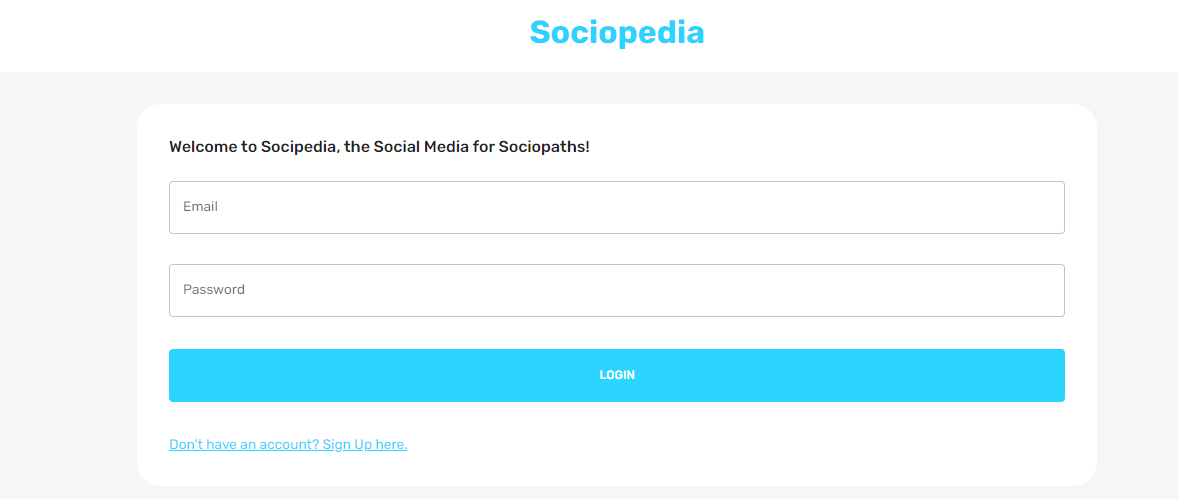 Sociopedia
Welcome to Socipedia, the Social Media for Sociopaths!
Email
Password
LOGIN
Don't have an account? Sign Up here.